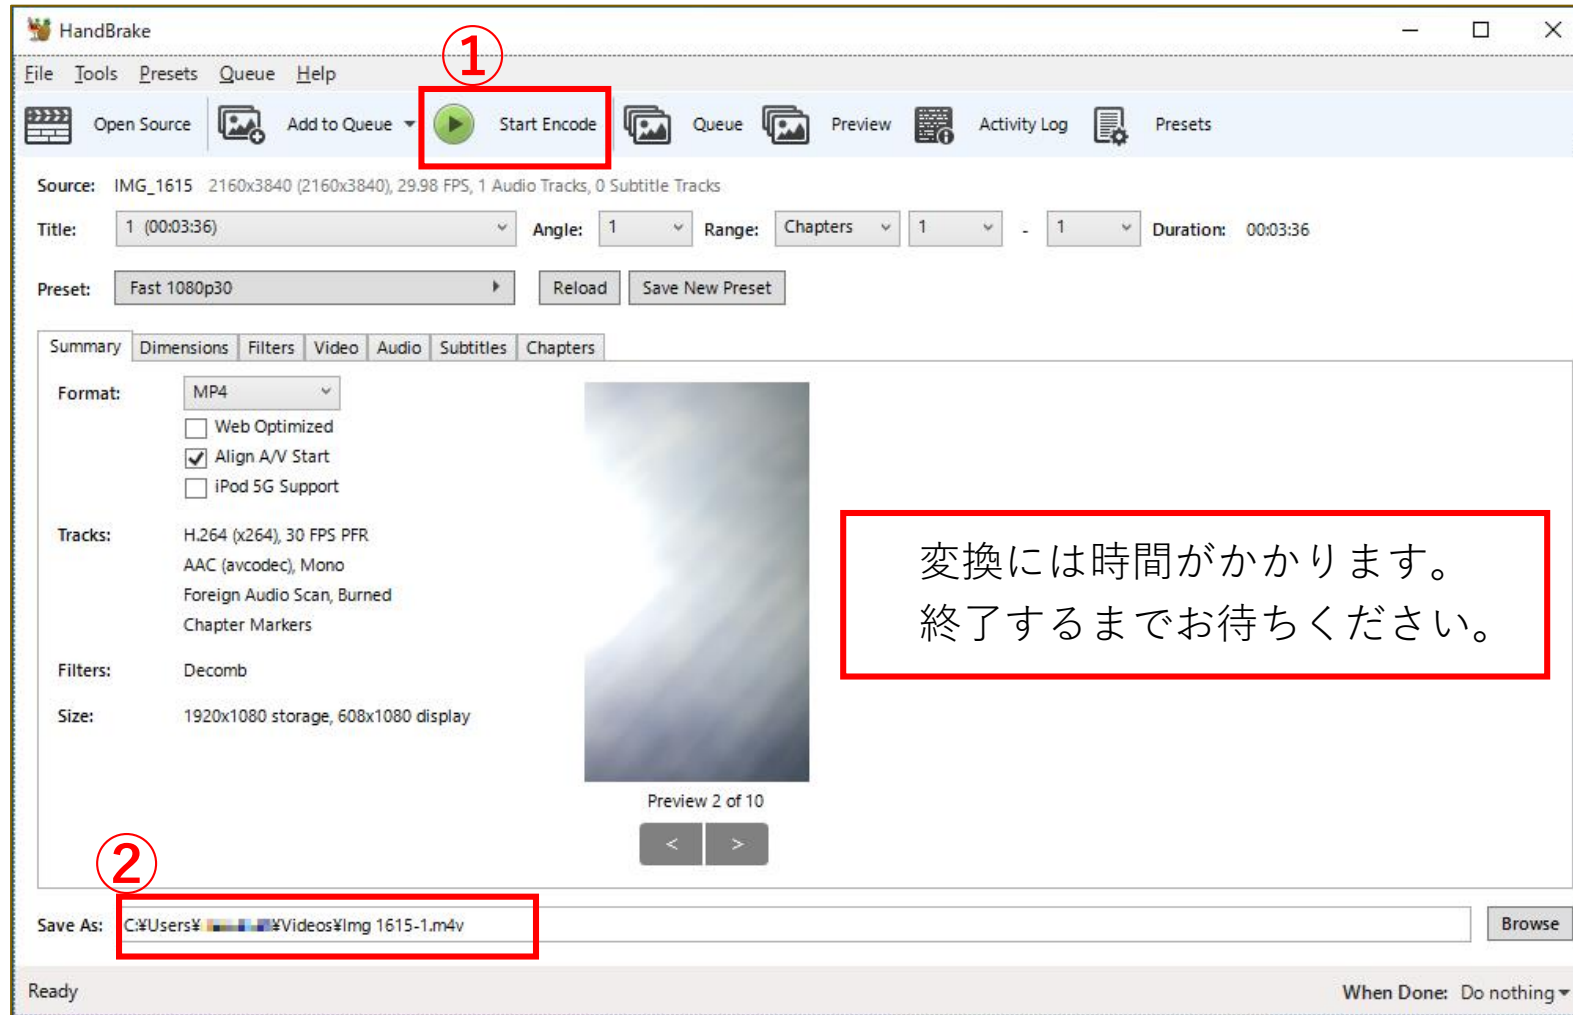 HandBrake
①
File Tools Presets Queue Help
Open Source Add to Queue Start Encode Queue Preview Activity Log Presets
Source: IMG_1615 2160x3840 (2160x3840), 29.98 FPS, 1 Audio Tracks, 0 Subtitle Tracks
Title: 1 (00:03:36) Angle: 1 Range: Chapters 1 - 1 Duration: 00:03:36
Preset: Fast 1080p30 Reload Save New Preset
Summary Dimensions Filters Video Audio Subtitles Chapters
Format: MP4
Web Optimized
Align A/V Start
iPod 5G Support
Tracks: H.264 (x264), 30 FPS PFR
AAC (avcodec), Mono
Foreign Audio Scan, Burned
Chapter Markers
Filters: Decomb
Size: 1920x1080 storage, 608x1080 display
変換には時間がかかります。
終了するまでお待ちください。
Preview 2 of 10
< >
②
Save As: C:¥Users¥ ¥Videos¥Img 1615-1.m4v Browse
Ready When Done: Do nothing